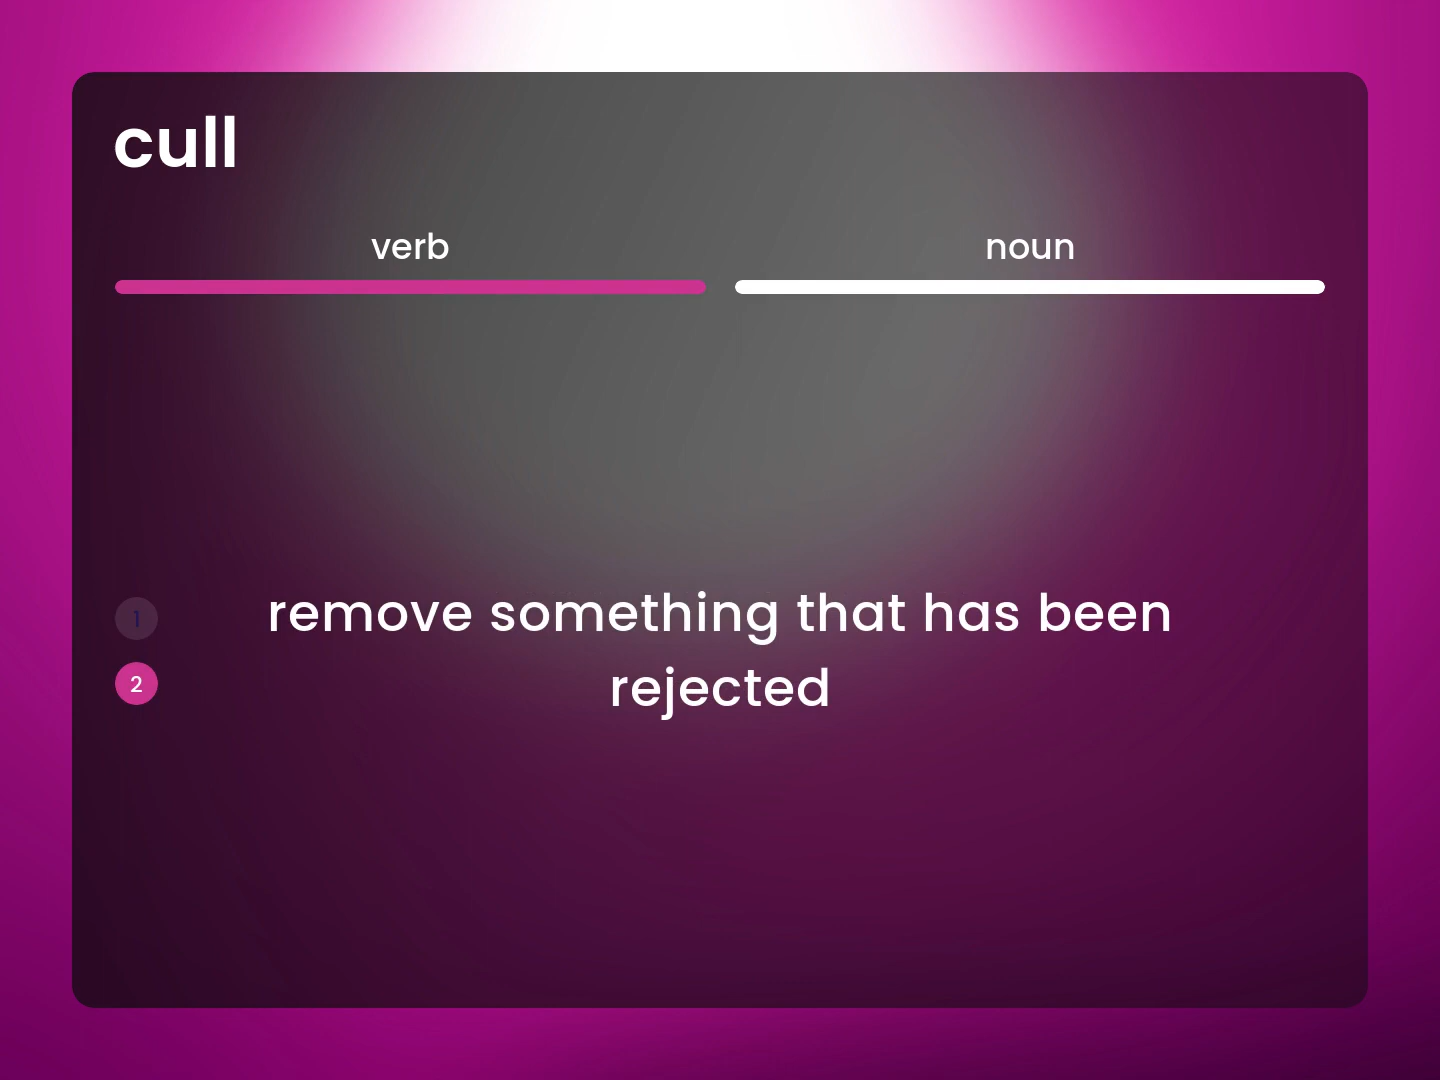 cull
verb
noun
1
remove something that has been
2
rejected